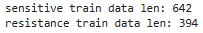 sensitive train data len: 642
resistance train data len: 394